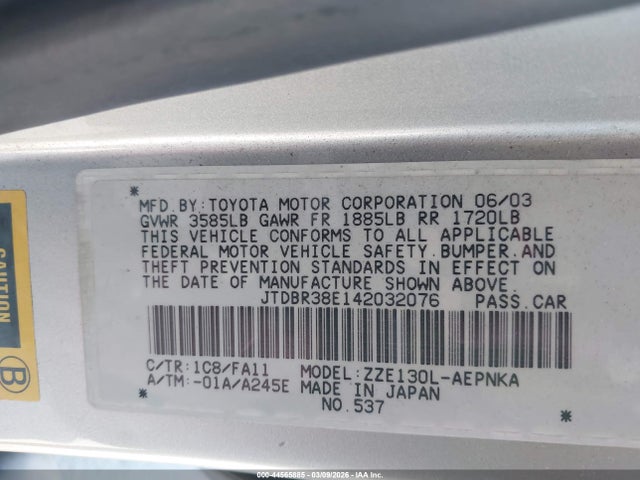 MFD.BY:TOYOTA MOTOR CORPORATION 06/03
GVWR 3585LB GAWR FR 1885LB RR 1720LB
THIS VEHICLE CONFORMS TO ALL APPLICABLE
FEDERAL MOTOR VEHICLE SAFETY.BUMPER.AND
THEFT PREVENTION STANDARDS IN EFFECT ON
THE DATE OF MANUFACTURE SHOWN ABOVE.
JTDBR38E142032076 PASS.CAR
C/TR:1C8/FA11 MODEL:ZZE130L-AEPNKA
A/TM:-01A/A245E MADE IN JAPAN
NO.537
CAUTION
B
000-44565885 - 03/09/2026 - IAA Inc.